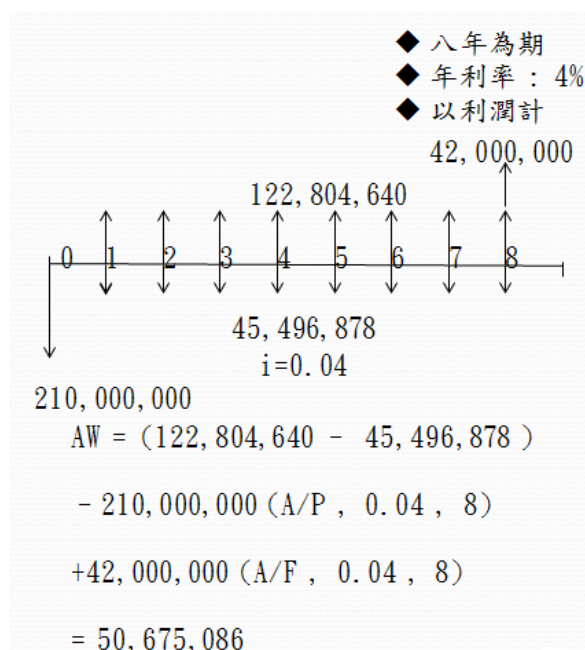 ◆ 八年為期
◆ 年利率 : 4%
◆ 以利潤計
42,000,000
122,804,640
0 1 2 3 4 5 6 7 8
45,496,878
i=0.04
210,000,000
AW = (122,804,640 - 45,496,878 )
- 210,000,000 (A/P , 0.04 , 8)
+42,000,000 (A/F , 0.04 , 8)
= 50,675,086